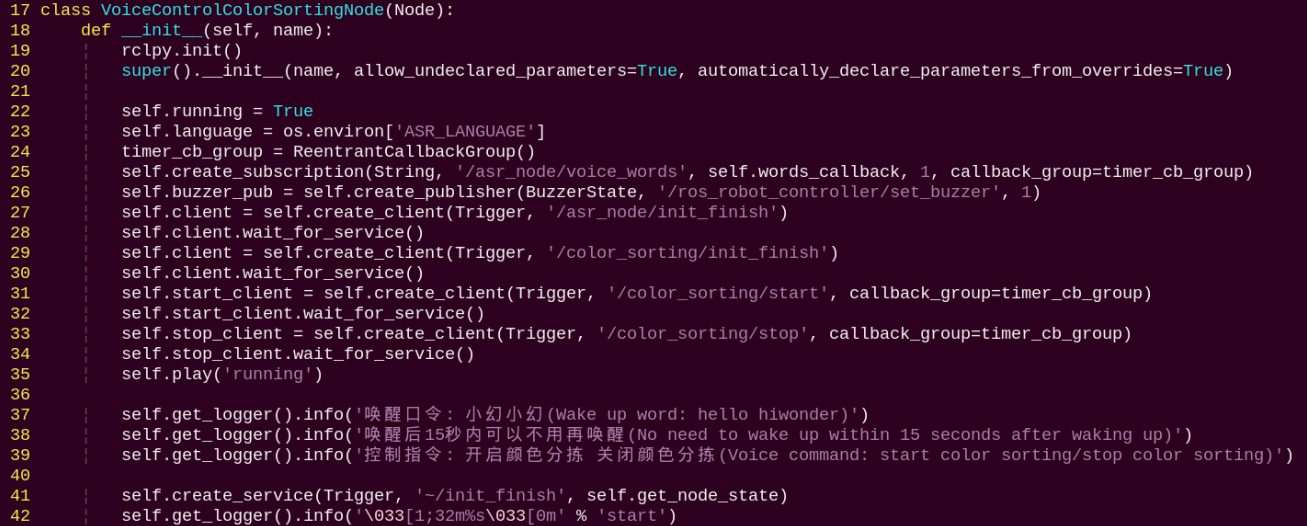 17 class VoiceControlColorSortingNode(Node):
18     def __init__(self, name):
19         rclpy.init()
20         super().__init__(name, allow_undeclared_parameters=True, automatically_declare_parameters_from_overrides=True)
21
22         self.running = True
23         self.language = os.environ['ASR_LANGUAGE']
24         timer_cb_group = ReentrantCallbackGroup()
25         self.create_subscription(String, '/asr_node/voice_words', self.words_callback, 1, callback_group=timer_cb_group)
26         self.buzzer_pub = self.create_publisher(BuzzerState, '/ros_robot_controller/set_buzzer', 1)
27         self.client = self.create_client(Trigger, '/asr_node/init_finish')
28         self.client.wait_for_service()
29         self.client = self.create_client(Trigger, '/color_sorting/init_finish')
30         self.client.wait_for_service()
31         self.start_client = self.create_client(Trigger, '/color_sorting/start', callback_group=timer_cb_group)
32         self.start_client.wait_for_service()
33         self.stop_client = self.create_client(Trigger, '/color_sorting/stop', callback_group=timer_cb_group)
34         self.stop_client.wait_for_service()
35         self.play('running')
36
37         self.get_logger().info('唤醒口令: 小幻小幻(Wake up word: hello hiwonder)')
38         self.get_logger().info('唤醒后15秒内可以不用再唤醒(No need to wake up within 15 seconds after waking up)')
39         self.get_logger().info('控制指令: 开启颜色分拣 关闭颜色分拣(Voice command: start color sorting/stop color sorting)')
40
41         self.create_service(Trigger, '~/init_finish', self.get_node_state)
42         self.get_logger().info('\033[1;32m%s\033[0m' % 'start')